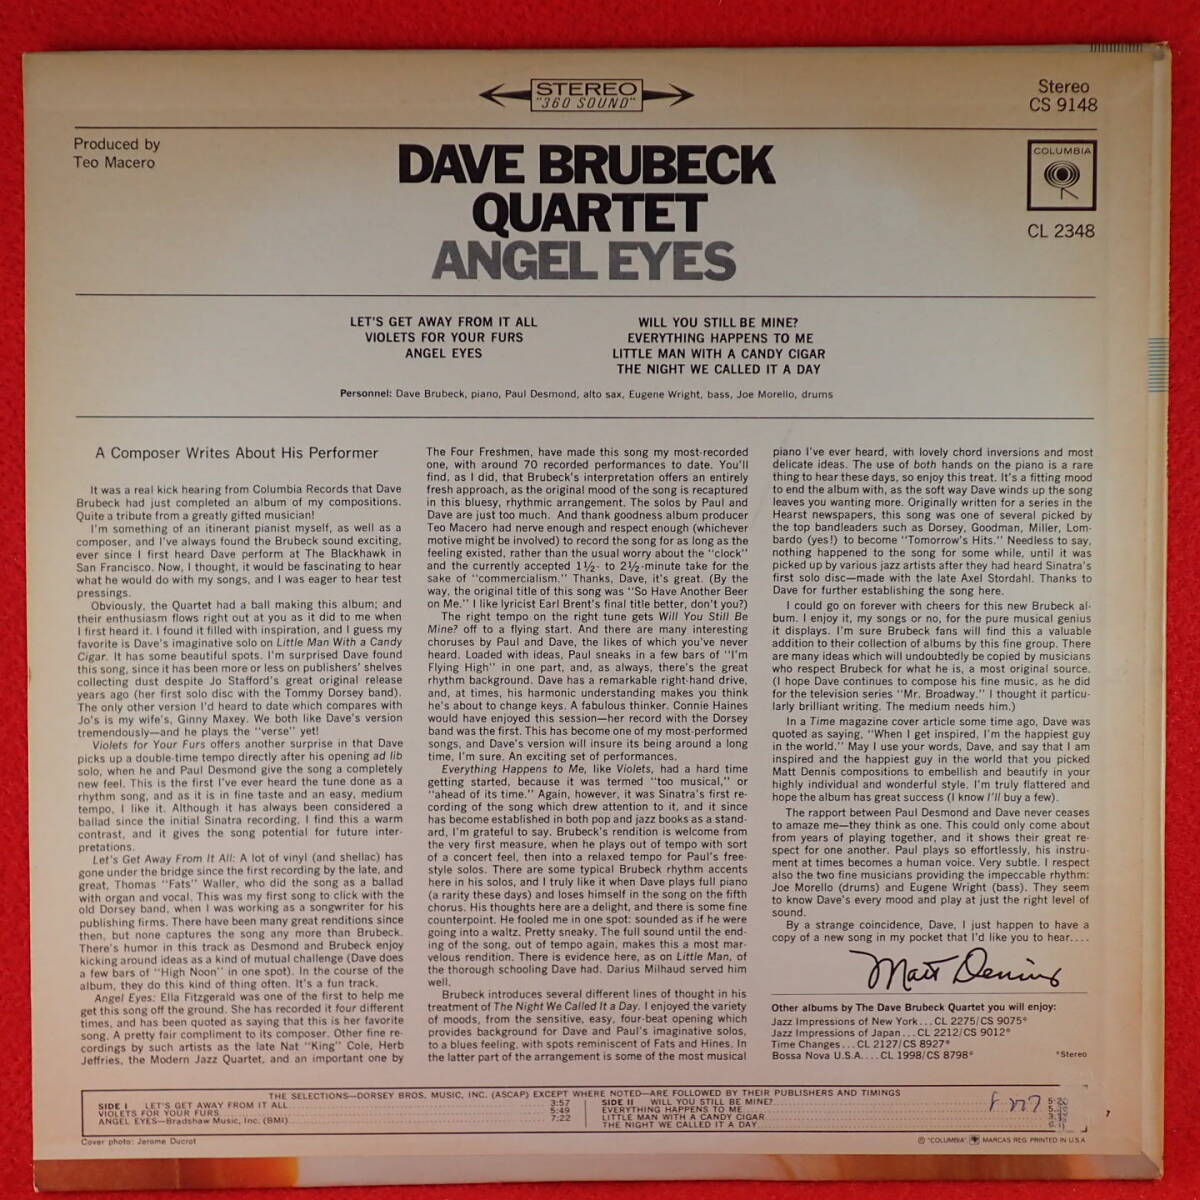 STEREO
"360 SOUND"
Stereo
CS 9148
Produced by
Teo Macero
COLUMBIA
CL 2348
DAVE BRUBECK
QUARTET
ANGEL EYES
LET'S GET AWAY FROM IT ALL
VIOLETS FOR YOUR FURS
ANGEL EYES
WILL YOU STILL BE MINE?
EVERYTHING HAPPENS TO ME
LITTLE MAN WITH A CANDY CIGAR
THE NIGHT WE CALLED IT A DAY
Personnel: Dave Brubeck, piano, Paul Desmond, alto sax, Eugene Wright, bass, Joe Morello, drums
A Composer Writes About His Performer
It was a real kick hearing from Columbia Records that Dave
Brubeck had just completed an album of my compositions.
Quite a tribute from a greatly gifted musician!
I'm something of an itinerant pianist myself, as well as a
composer, and I've always found the Brubeck sound exciting,
ever since I first heard Dave perform at The Blackhawk in
San Francisco. Now, I thought, it would be fascinating to hear
what he would do with my songs, and I was eager to hear test
pressings.
Obviously, the Quartet had a ball making this album; and
their enthusiasm flows right out at you as it did to me when
I first heard it. I found it filled with inspiration, and I guess my
favorite is Dave's imaginative solo on Little Man With a Candy
Cigar. It has some beautiful spots. I'm surprised Dave found
this song, since it has been more or less on publishers' shelves
collecting dust despite Jo Stafford's great original release
years ago (her first solo disc with the Tommy Dorsey band).
The only other version I'd heard to date which compares with
Jo's is my wife's, Ginny Maxey. We both like Dave's version
tremendously—and he plays the "verse" yet!
Violets for Your Furs offers another surprise in that Dave
picks up a double-time tempo directly after his opening ad lib
solo, when he and Paul Desmond give the song a completely
new feel. This is the first I've ever heard the tune done as a
rhythm song, and as it is in fine taste and an easy, medium
tempo, I like it. Although it has always been considered a
ballad since the initial Sinatra recording, I find this a warm
contrast, and it gives the song potential for future inter-
pretations.
Let's Get Away From It All: A lot of vinyl (and shellac) has
gone under the bridge since the first recording by the late, and
great, Thomas "Fats" Waller, who did the song as a ballad
with organ and vocal. This was my first song to click with the
old Dorsey band, when I was working as a songwriter for his
publishing firms. There have been many great renditions since
then, but none captures the song any more than Brubeck.
There's humor in this track as Desmond and Brubeck enjoy
kicking around ideas as a kind of mutual challenge (Dave does
a few bars of "High Noon" in one spot). In the course of the
album, they do this kind of thing often. It's a fun track.
Angel Eyes: Ella Fitzgerald was one of the first to help me
get this song off the ground. She has recorded it four different
times, and has been quoted as saying that this is her favorite
song. A pretty fair compliment to its composer. Other fine re-
cordings by such artists as the late Nat "King" Cole, Herb
Jeffries, the Modern Jazz Quartet, and an important one by
The Four Freshmen, have made this song my most-recorded
one, with around 70 recorded performances to date. You'll
find, as I did, that Brubeck's interpretation offers an entirely
fresh approach, as the original mood of the song is recaptured
in this bluesy, rhythmic arrangement. The solos by Paul and
Dave are just too much. And thank goodness album producer
Teo Macero had nerve enough and respect enough (whichever
motive might be involved) to record the song for as long as the
feeling existed, rather than the usual worry about the "clock"
and the currently accepted 1½- to 2½-minute take for the
sake of "commercialism." Thanks, Dave, it's great. (By the
way, the original title of this song was "So Have Another Beer
on Me." I like lyricist Earl Brent's final title better, don't you?)
The right tempo on the right tune gets Will You Still Be
Mine? off to a flying start. And there are many interesting
choruses by Paul and Dave, the likes of which you've never
heard. Loaded with ideas, Paul sneaks in a few bars of "I'm
Flying High" in one part, and, as always, there's the great
rhythm background. Dave has a remarkable right-hand drive,
and, at times, his harmonic understanding makes you think
he's about to change keys. A fabulous thinker. Connie Haines
would have enjoyed this session—her record with the Dorsey
band was the first. This has become one of my most-performed
songs, and Dave's version will insure its being around a long
time, I'm sure. An exciting set of performances.
Everything Happens to Me, like Violets, had a hard time
getting started, because it was termed "too musical," or
"ahead of its time." Again, however, it was Sinatra's first re-
cording of the song which drew attention to it, and it since
has become established in both pop and jazz books as a stand-
ard, I'm grateful to say. Brubeck's rendition is welcome from
the very first measure, when he plays out of tempo with sort
of a concert feel, then into a relaxed tempo for Paul's free-
style solos. There are some typical Brubeck rhythm accents
here in his solos, and I truly like it when Dave plays full piano
(a rarity these days) and loses himself in the song on the fifth
chorus. His thoughts here are a delight, and there is some fine
counterpoint. He fooled me in one spot: sounded as if he were
going into a waltz. Pretty sneaky. The full sound until the end-
ing of the song, out of tempo again, makes this a most mar-
velous rendition. There is evidence here, as on Little Man, of
the thorough schooling Dave had. Darius Milhaud served him
well.
Brubeck introduces several different lines of thought in his
treatment of The Night We Called It a Day. I enjoyed the variety
of moods, from the sensitive, easy, four-beat opening which
provides background for Dave and Paul's imaginative solos,
to a blues feeling, with spots reminiscent of Fats and Hines. In
the latter part of the arrangement is some of the most musical
piano I've ever heard, with lovely chord inversions and most
delicate ideas. The use of both hands on the piano is a rare
thing to hear these days, so enjoy this treat. It's a fitting mood
to end the album with, as the soft way Dave winds up the song
leaves you wanting more. Originally written for a series in the
Hearst newspapers, this song was one of several picked by
the top bandleaders such as Dorsey, Goodman, Miller, Lom-
bardo (yes!) to become "Tomorrow's Hits." Needless to say,
nothing happened to the song for some while, until it was
picked up by various jazz artists after they had heard Sinatra's
first solo disc—made with the late Axel Stordahl. Thanks to
Dave for further establishing the song here.
I could go on forever with cheers for this new Brubeck al-
bum. I enjoy it, my songs or no, for the pure musical genius
it displays. I'm sure Brubeck fans will find this a valuable
addition to their collection of albums by this fine group. There
are many ideas which will undoubtedly be copied by musicians
who respect Brubeck for what he is, a most original source.
(I hope Dave continues to compose his fine music, as he did
for the television series "Mr. Broadway." I thought it particu-
larly brilliant writing. The medium needs him.)
In a Time magazine cover article some time ago, Dave was
quoted as saying, "When I get inspired, I'm the happiest guy
in the world." May I use your words, Dave, and say that I am
inspired and the happiest guy in the world that you picked
Matt Dennis compositions to embellish and beautify in your
highly individual and wonderful style. I'm truly flattered and
hope the album has great success (I know I'll buy a few).
The rapport between Paul Desmond and Dave never ceases
to amaze me—they think as one. This could only come about
from years of playing together, and it shows their great re-
spect for one another. Paul plays so effortlessly, his instru-
ment at times becomes a human voice. Very subtle. I respect
also the two fine musicians providing the impeccable rhythm:
Joe Morello (drums) and Eugene Wright (bass). They seem
to know Dave's every mood and play at just the right level of
sound.
By a strange coincidence, Dave, I just happen to have a
copy of a new song in my pocket that I'd like you to hear....
Matt Dennis
Other albums by The Dave Brubeck Quartet you will enjoy:
Jazz Impressions of New York...CL 2275/CS 9075*
Jazz Impressions of Japan...CL 2212/CS 9012*
Time Changes...CL 2127/CS 8927*
Bossa Nova U.S.A....CL 1998/CS 8798*
*Stereo
THE SELECTIONS—DORSEY BROS. MUSIC, INC. (ASCAP) EXCEPT WHERE NOTED—ARE FOLLOWED BY THEIR PUBLISHERS AND TIMINGS
SIDE I LET'S GET AWAY FROM IT ALL 3:57
VIOLETS FOR YOUR FURS 5:49
ANGEL EYES—Bradshaw Music, Inc. (BMI) 7:22
SIDE II WILL YOU STILL BE MINE?
EVERYTHING HAPPENS TO ME
LITTLE MAN WITH A CANDY CIGAR
THE NIGHT WE CALLED IT A DAY
7
Cover photo: Jerome Ducrot
® "COLUMBIA", MARCAS REG. PRINTED IN U.S.A.